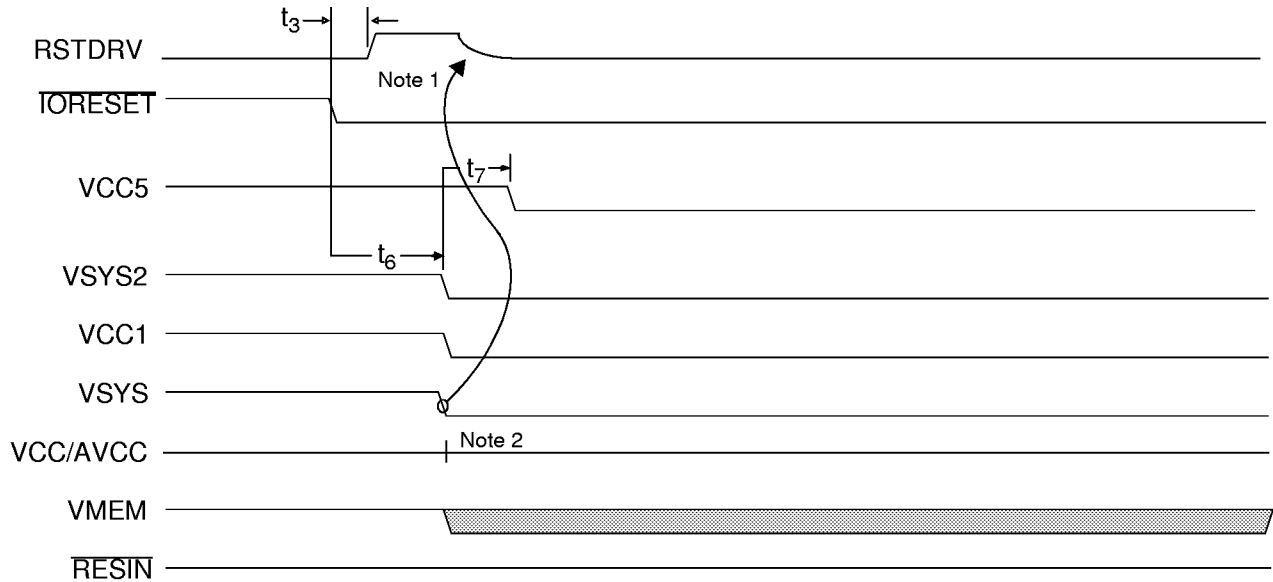 t3
RSTDRV
Note 1
IORESET
t7
VCC5
t6
VSYS2
VCC1
VSYS
Note 2
VCC/AVCC
VMEM
RESIN